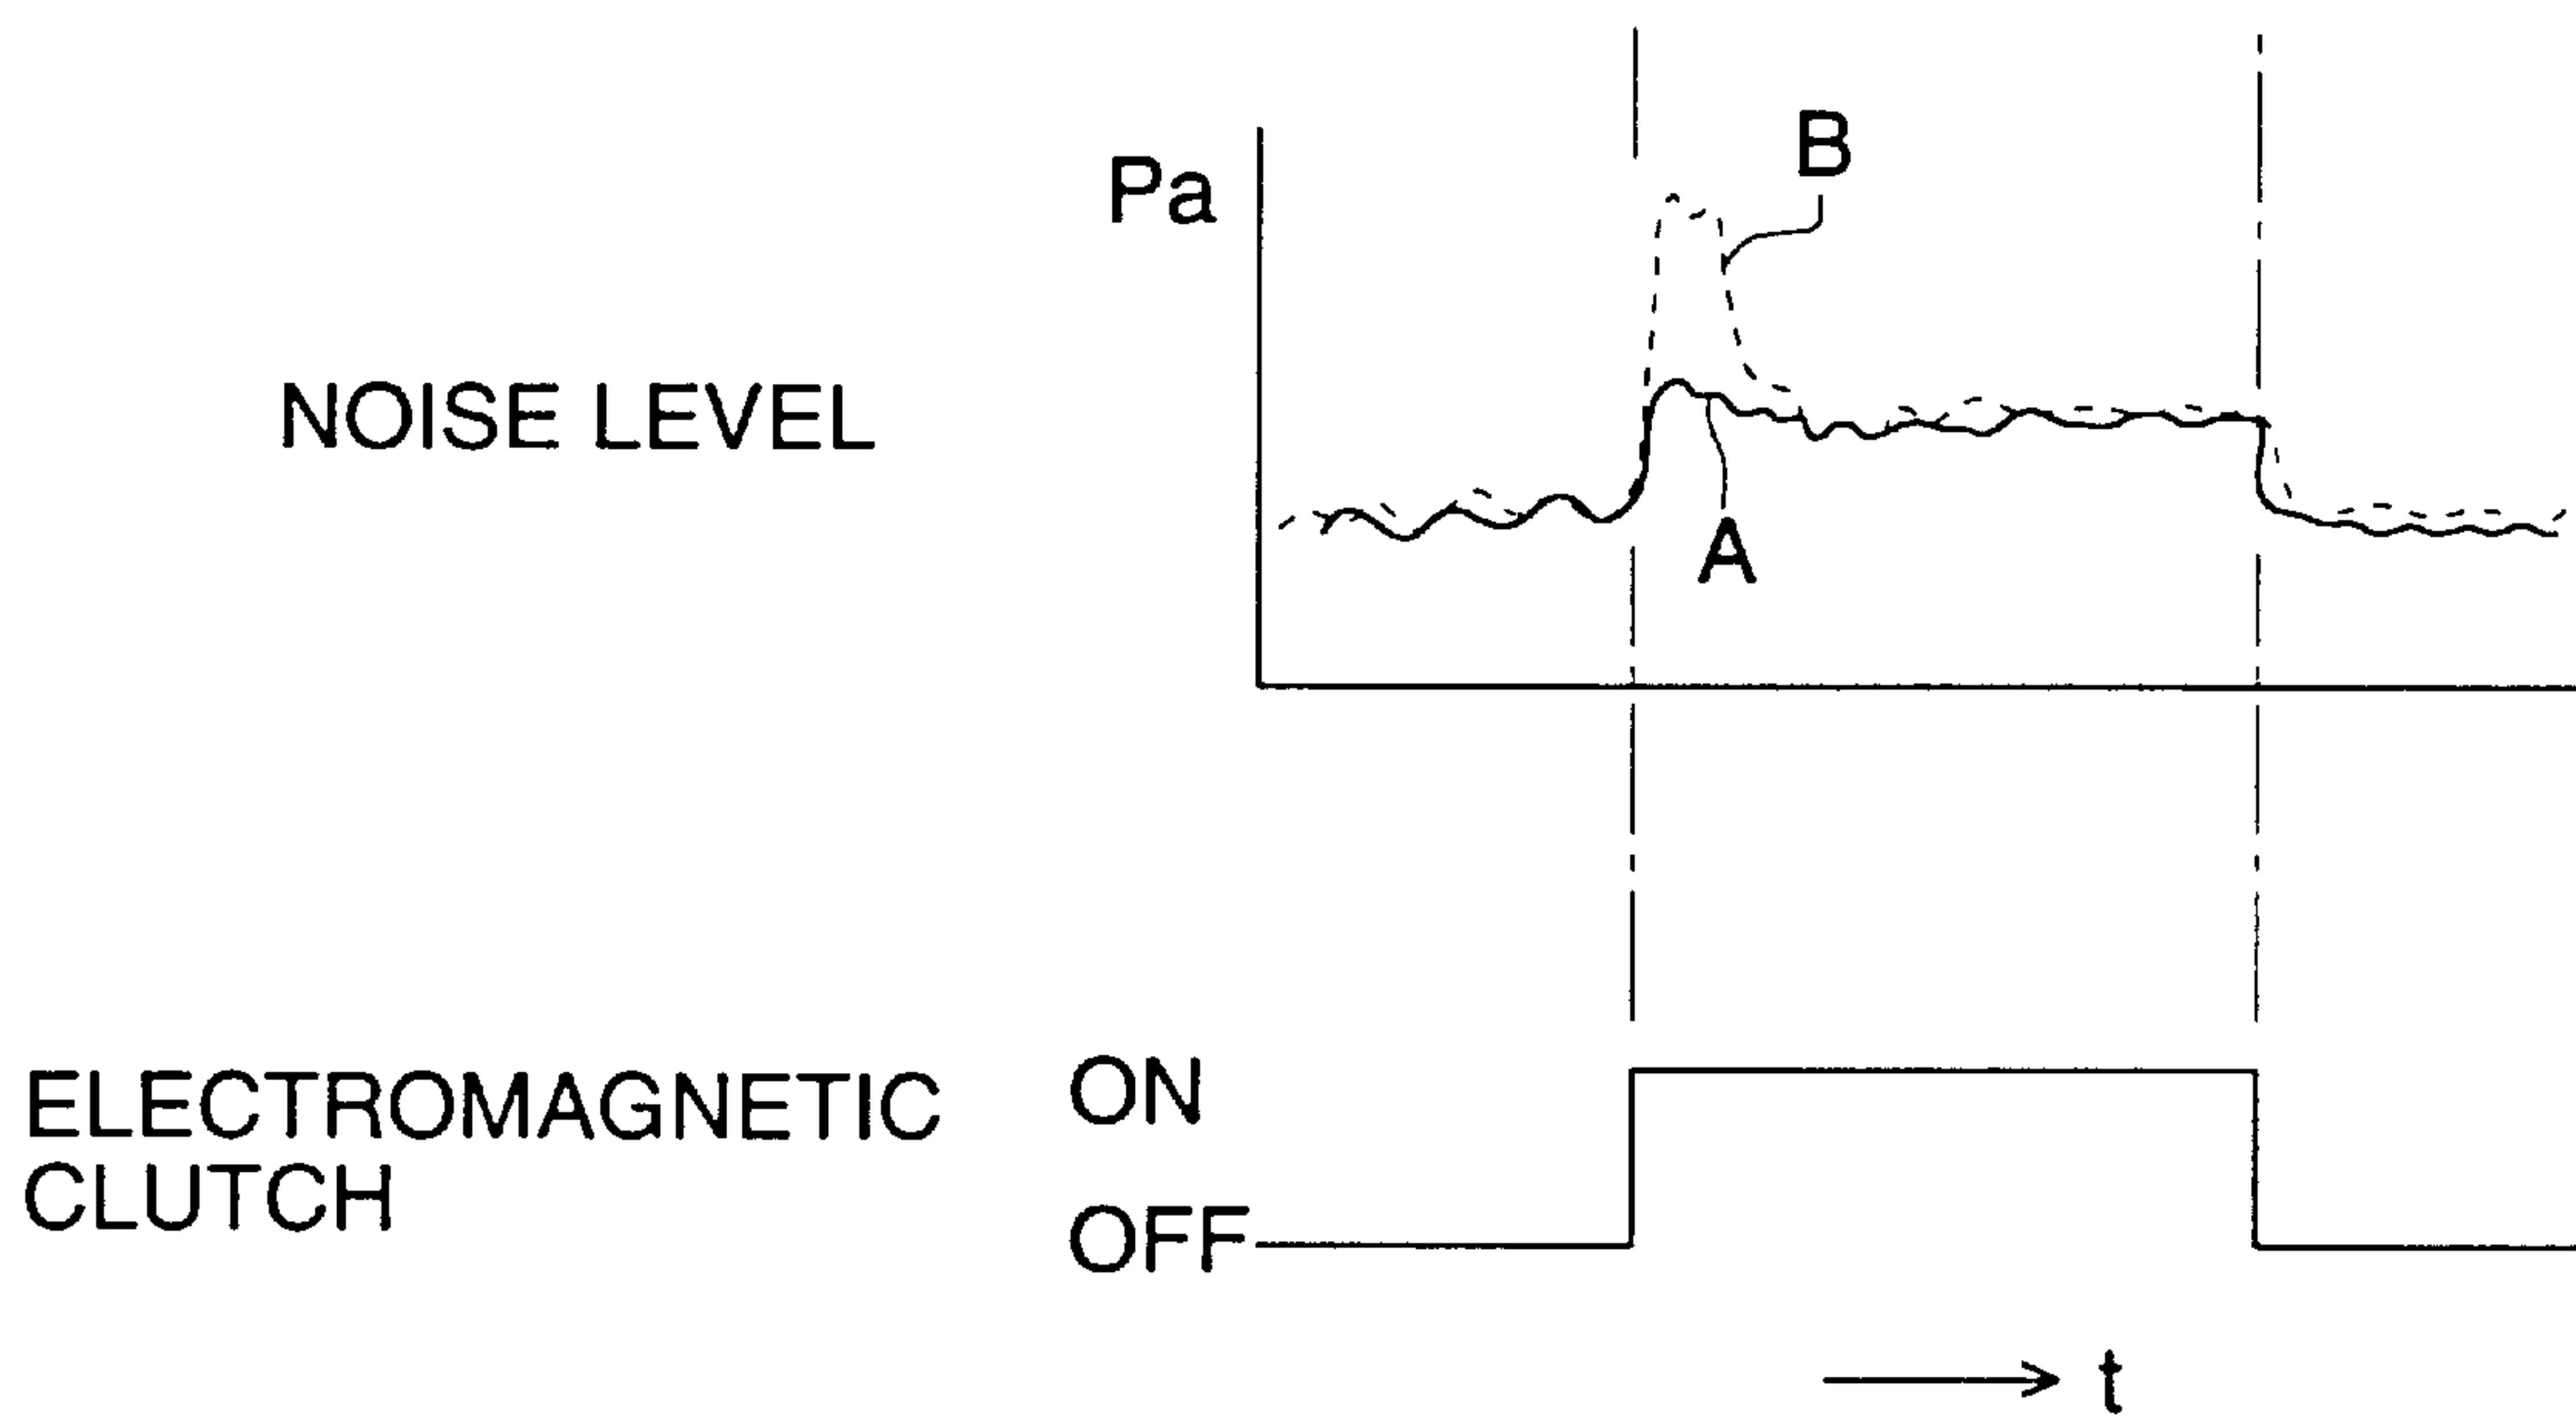 B
Pa
NOISE LEVEL
A
ELECTROMAGNETIC
CLUTCH
ON
OFF
t